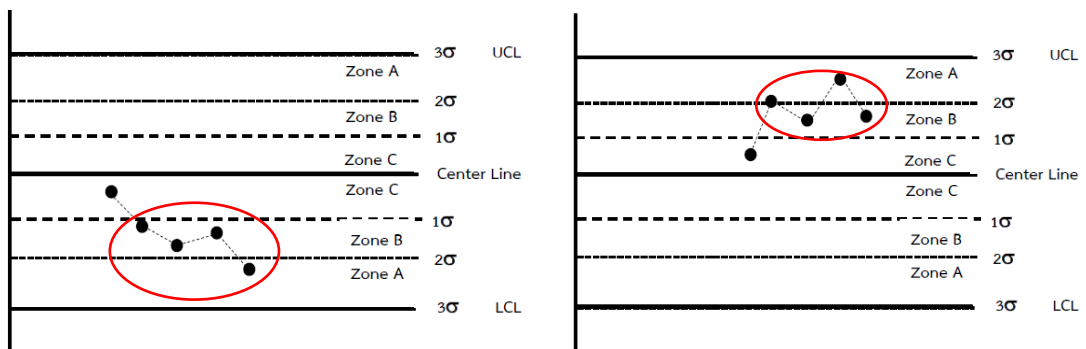 3σ UCL
Zone A
2σ
Zone B
1σ
Zone C
Center Line
Zone C
1σ
Zone B
2σ
Zone A
3σ LCL
3σ UCL
Zone A
2σ
Zone B
1σ
Zone C
Center Line
Zone C
1σ
Zone B
2σ
Zone A
3σ LCL